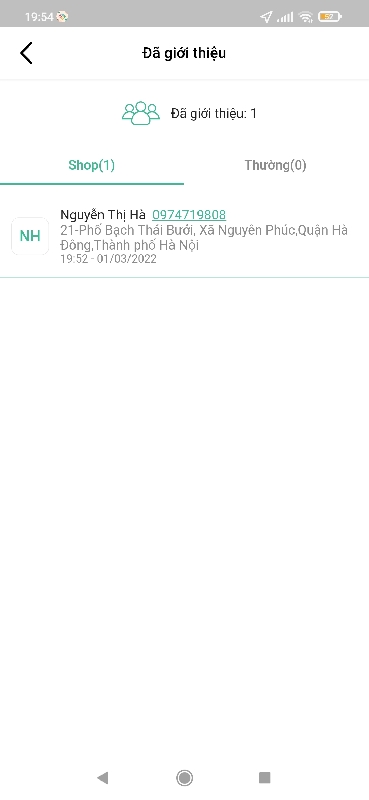 19:54
57
Đã giới thiệu
Đã giới thiệu: 1
Shop(1) Thường(0)
NH
Nguyễn Thị Hà 0974719808
21-Phố Bạch Thái Bưởi, Xã Nguyên Phúc,Quận Hà
Đông,Thành phố Hà Nội
19:52 - 01/03/2022